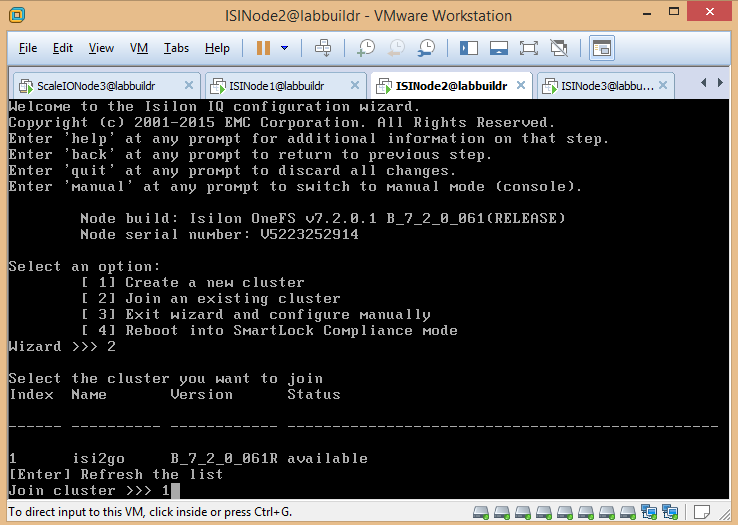 ISINode2@labbuildr - VMware Workstation
File Edit View VM Tabs Help
ScaleIONode3@labbuildr ISINode1@labbuildr ISINode2@labbuildr ISINode3@labbu...
Welcome to the Isilon IQ configuration wizard.
Copyright (c) 2001-2015 EMC Corporation. All Rights Reserved.
Enter 'help' at any prompt for additional information on that step.
Enter 'back' at any prompt to return to previous step.
Enter 'quit' at any prompt to discard all changes.
Enter 'manual' at any prompt to switch to manual mode (console).
Node build: Isilon OneFS v7.2.0.1 B_7_2_0_061(RELEASE)
Node serial number: V5223252914
Select an option:
[ 1] Create a new cluster
[ 2] Join an existing cluster
[ 3] Exit wizard and configure manually
[ 4] Reboot into SmartLock Compliance mode
Wizard >>> 2
Select the cluster you want to join
Index Name Version Status
------ ---------- ------------ ------------------------------------------------
1 isi2go B_7_2_0_061R available
[Enter] Refresh the list
Join cluster >>> 1
To direct input to this VM, click inside or press Ctrl+G.